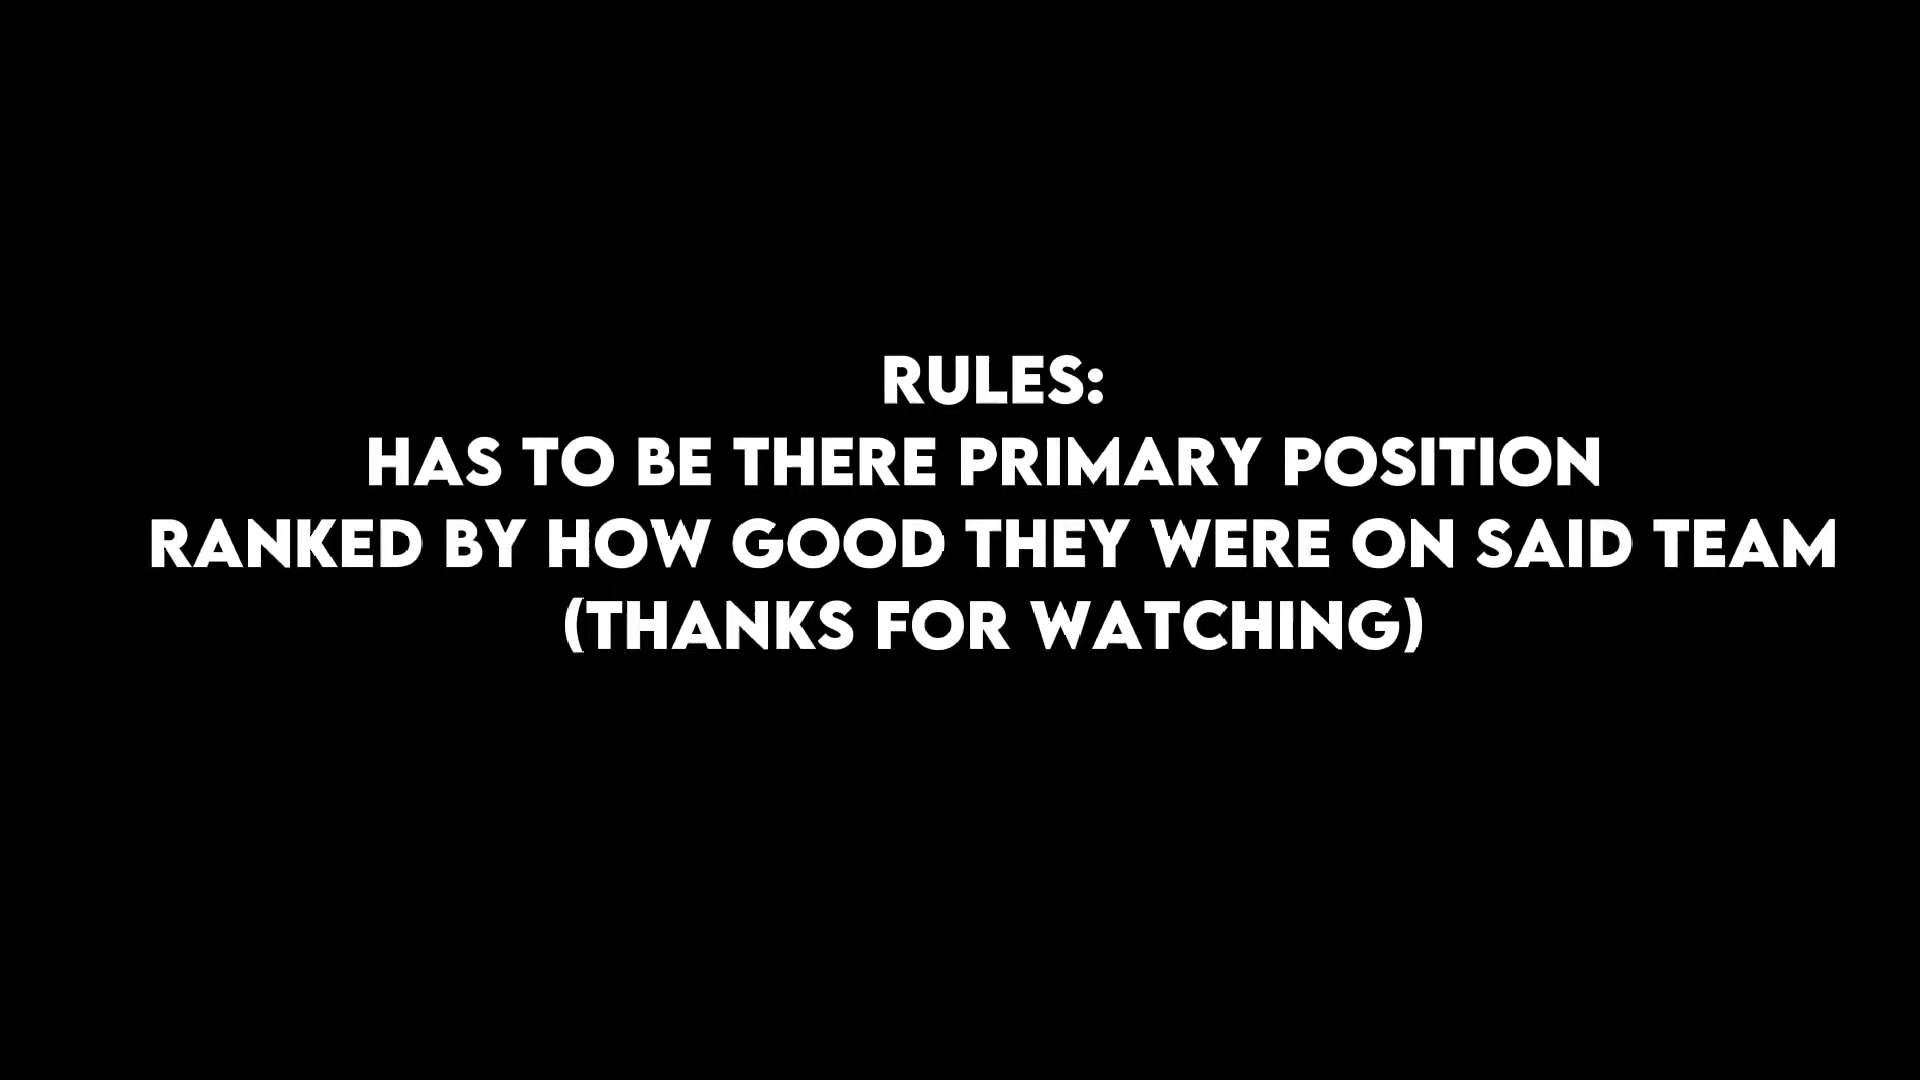 RULES:
HAS TO BE THERE PRIMARY POSITION
RANKED BY HOW GOOD THEY WERE ON SAID TEAM
(THANKS FOR WATCHING)